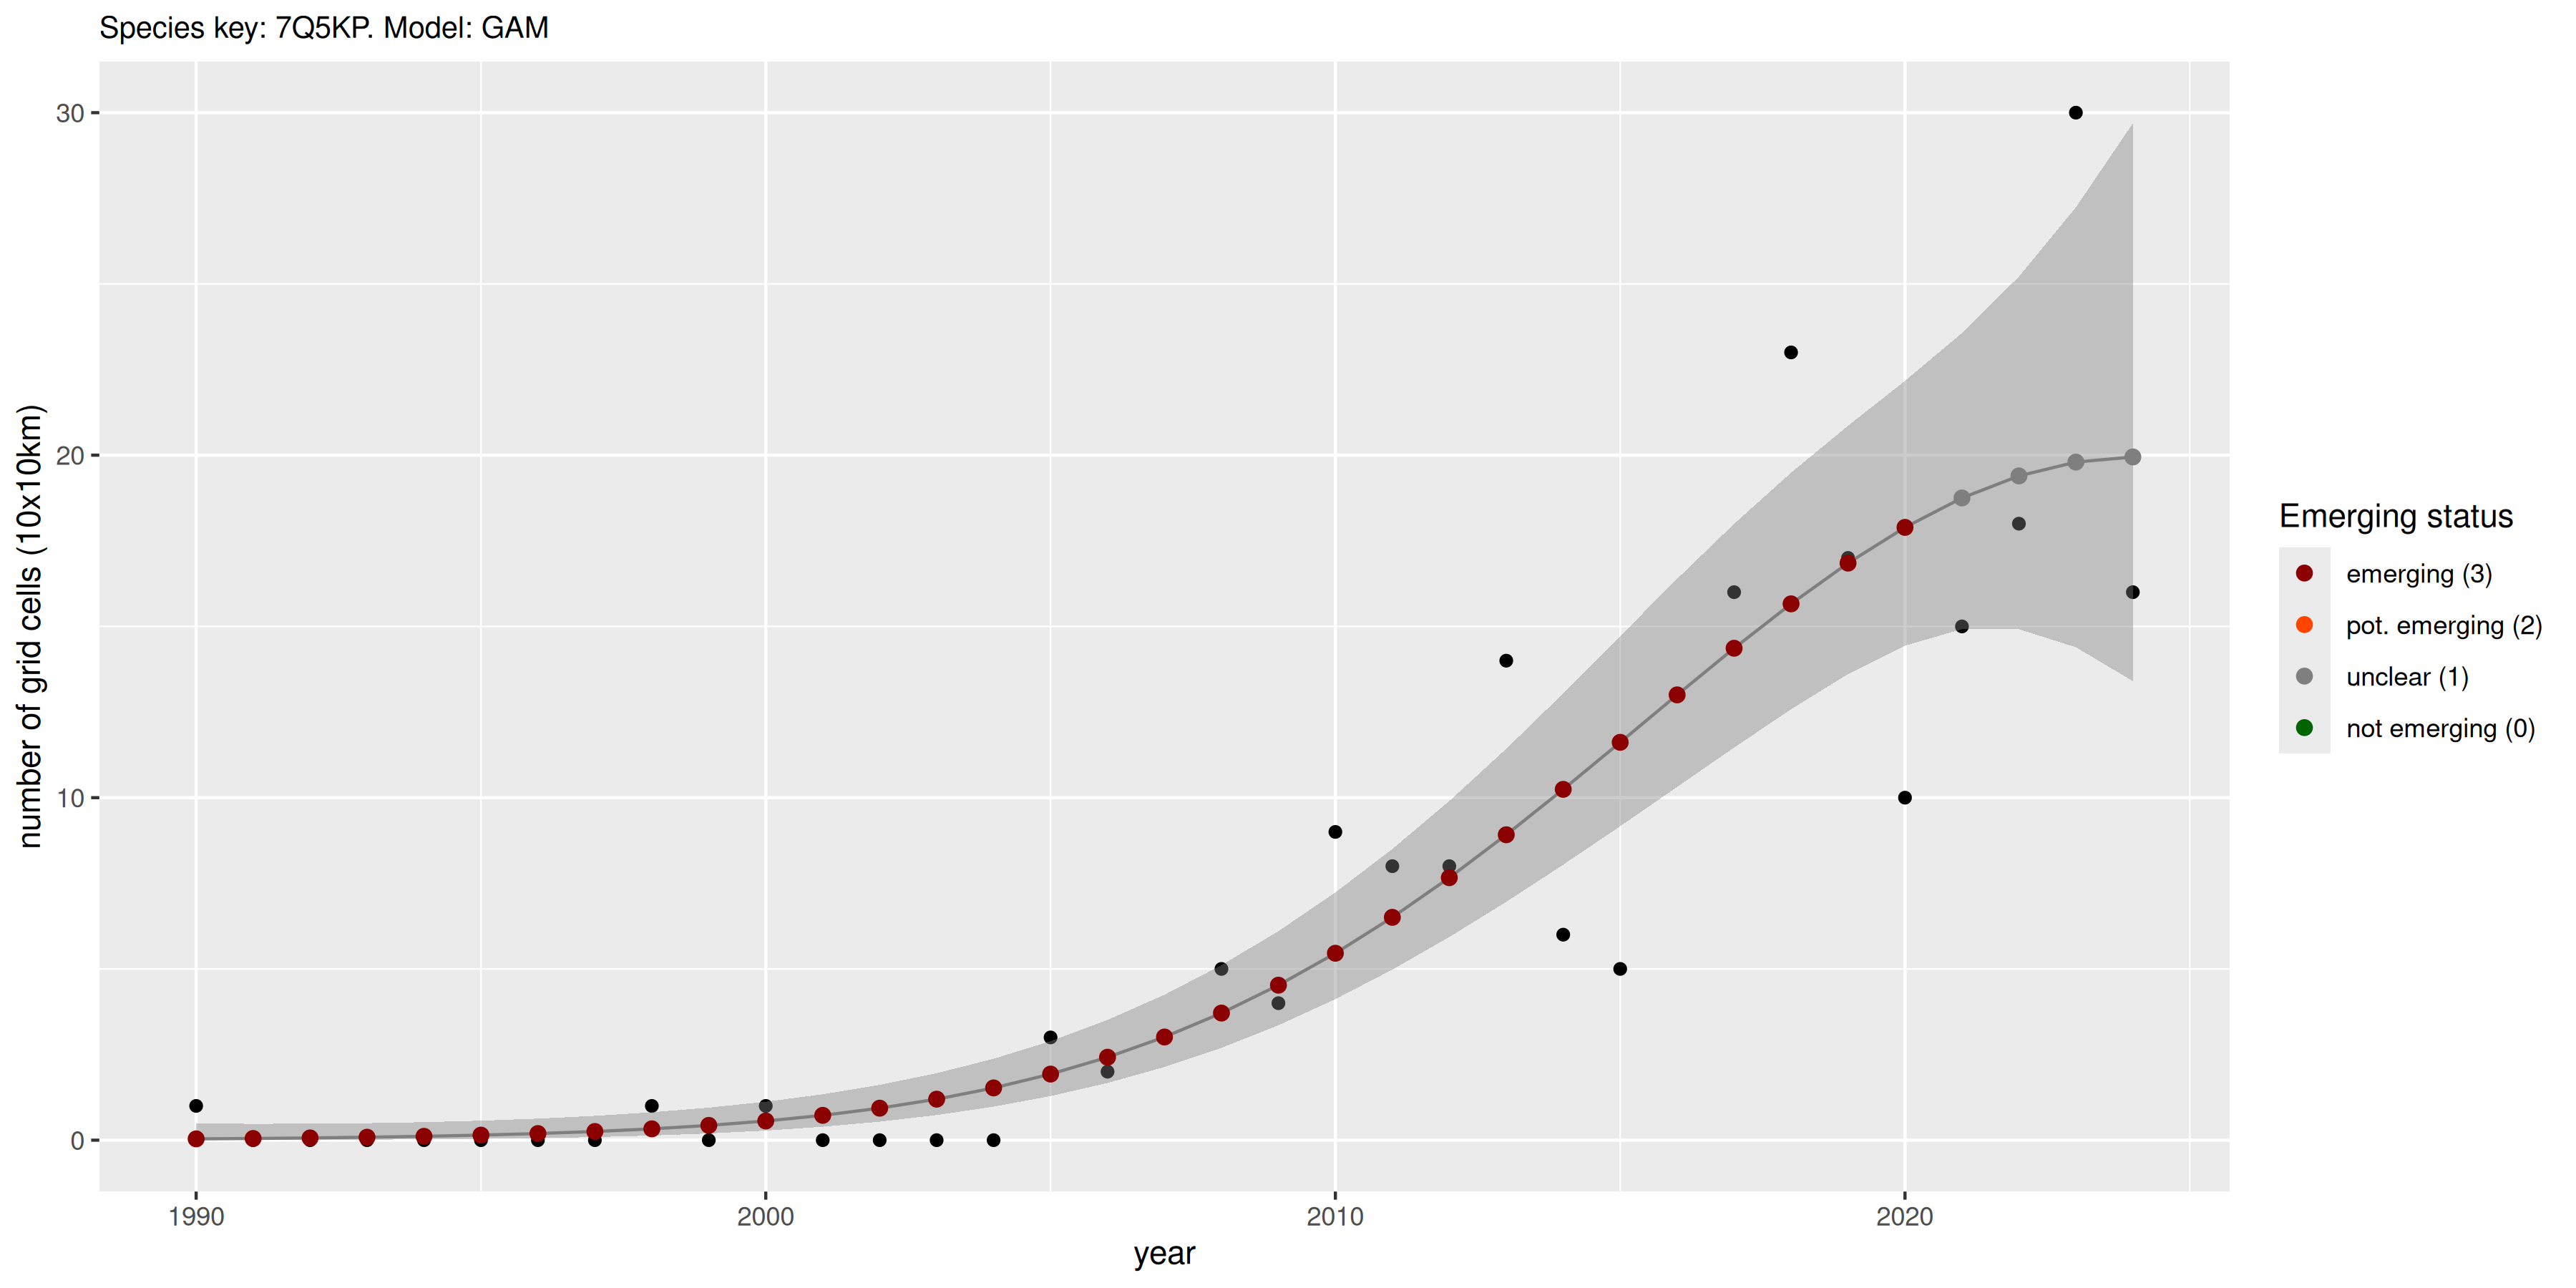 Species key: 7Q5KP. Model: GAM
number of grid cells (10x10km)
30
20
10
0
1990
2000
2010
2020
year
Emerging status
emerging (3)
pot. emerging (2)
unclear (1)
not emerging (0)